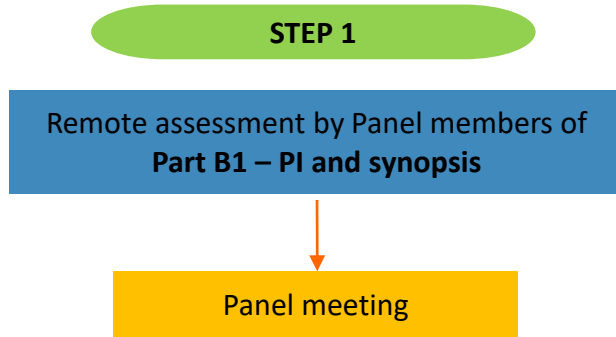 STEP 1
Remote assessment by Panel members of
Part B1 – PI and synopsis
Panel meeting